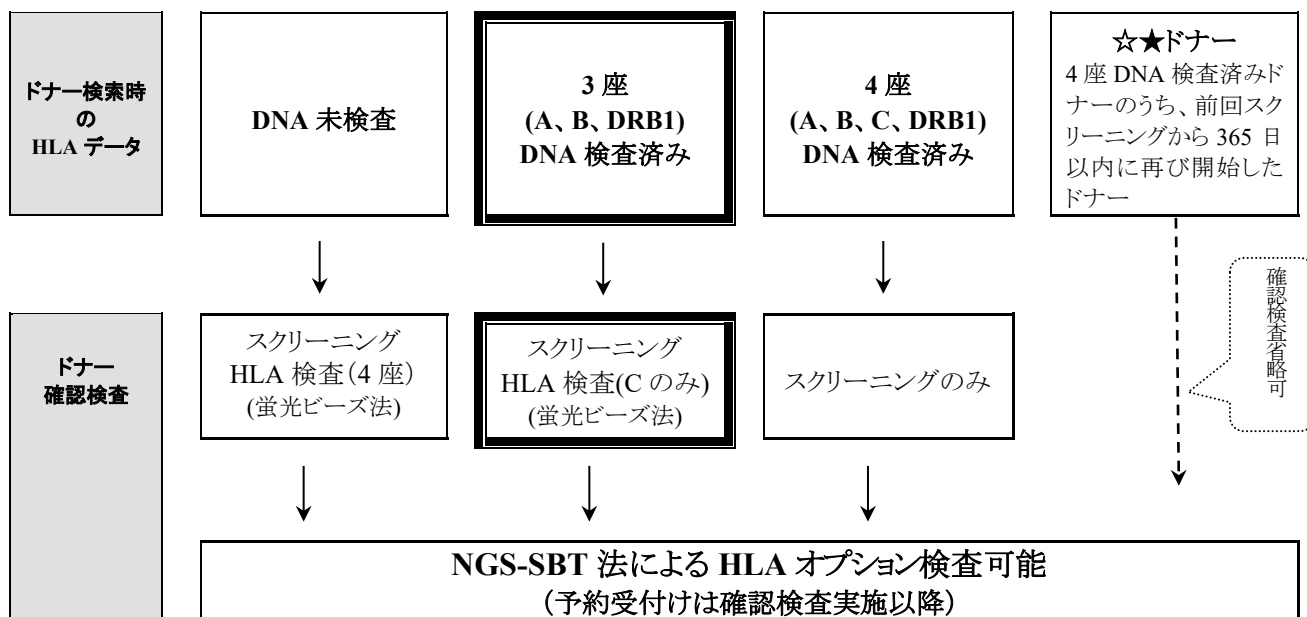 ドナー検索時
の
HLA データ
DNA 未検査
3 座
(A、B、DRB1)
DNA 検査済み
4 座
(A、B、C、DRB1)
DNA 検査済み
☆★ドナー
4 座 DNA 検査済みド
ナーのうち、前回スク
リーニングから 365 日
以内に再び開始した
ドナー
確認検査省略可
ドナー
確認検査
スクリーニング
HLA 検査(4 座)
(蛍光ビーズ法)
スクリーニング
HLA 検査(C のみ)
(蛍光ビーズ法)
スクリーニングのみ
NGS-SBT 法による HLA オプション検査可能
(予約受付けは確認検査実施以降)